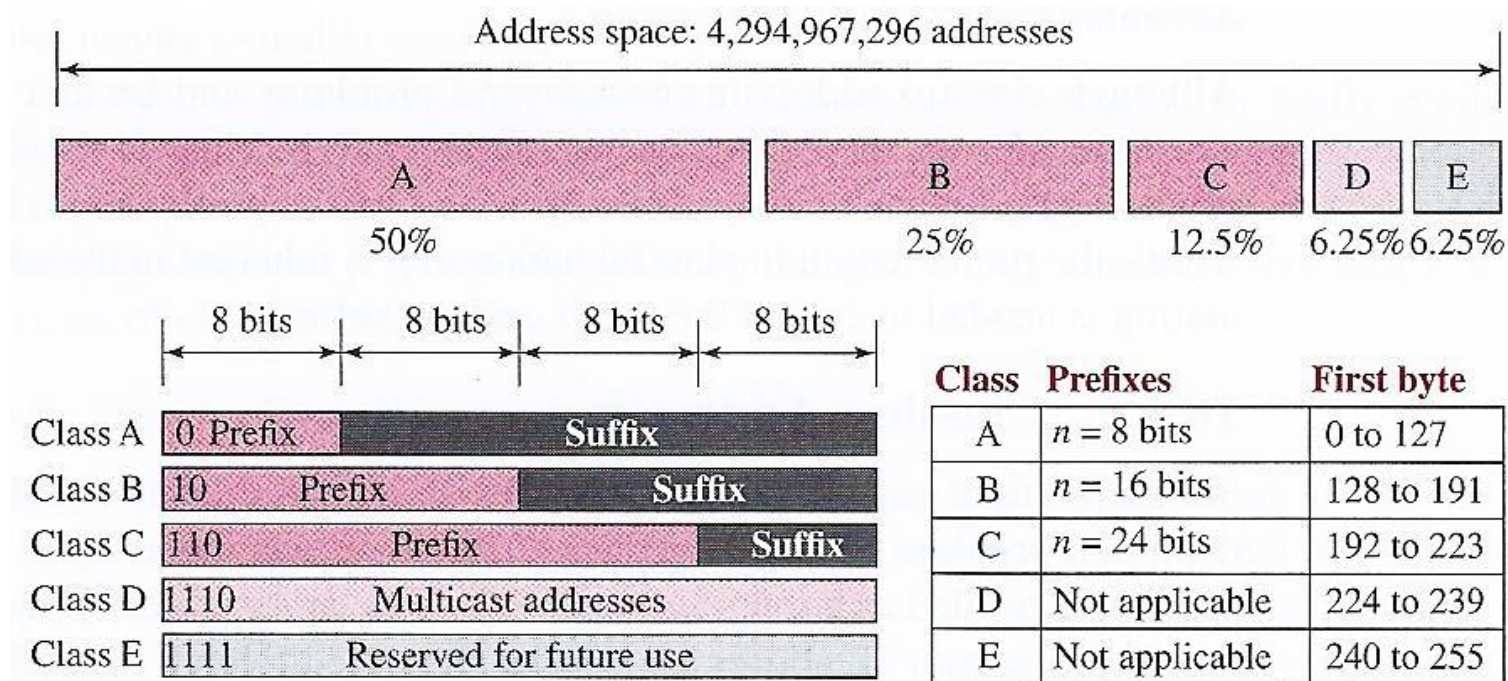 Address space: 4,294,967,296 addresses
A B C D E
50% 25% 12.5% 6.25% 6.25%
8 bits 8 bits 8 bits 8 bits
Class A 0 Prefix Suffix
Class B 10 Prefix Suffix
Class C 110 Prefix Suffix
Class D 1110 Multicast addresses
Class E 1111 Reserved for future use
Class Prefixes First byte
A n = 8 bits 0 to 127
B n = 16 bits 128 to 191
C n = 24 bits 192 to 223
D Not applicable 224 to 239
E Not applicable 240 to 255